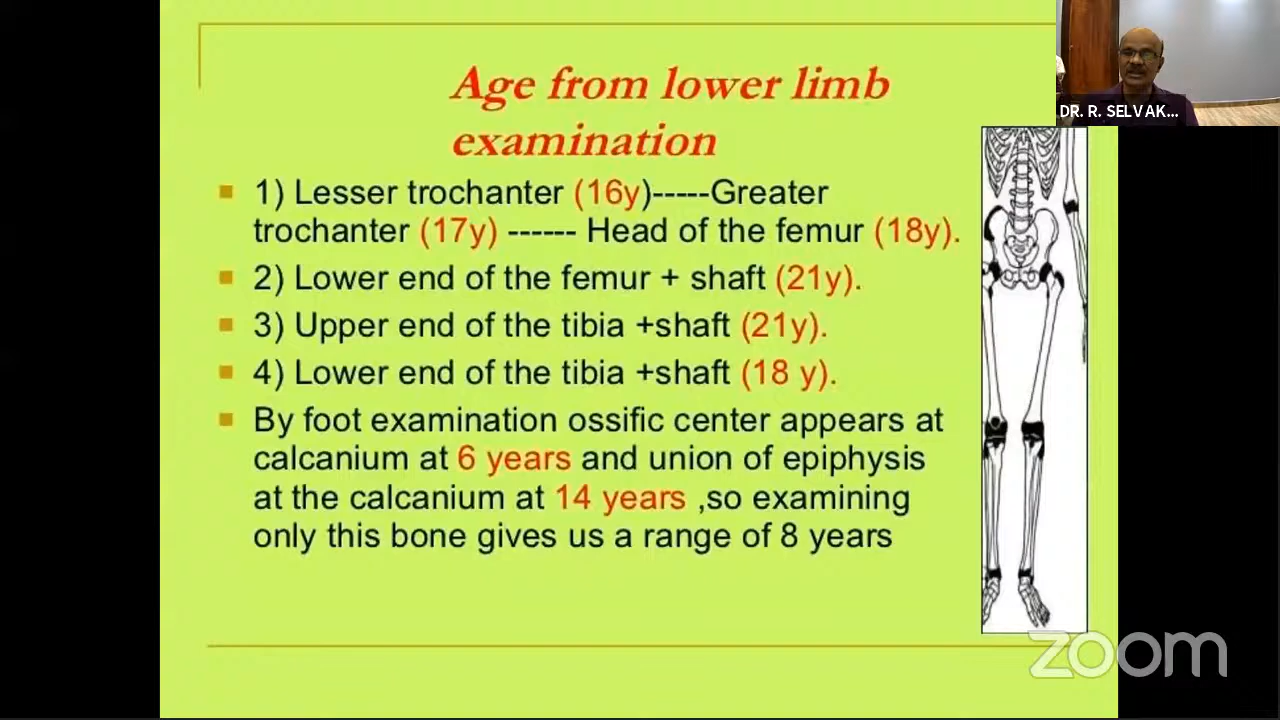 Age from lower limb
examination
DR. R. SELVAK...
1) Lesser trochanter (16y)-----Greater
trochanter (17y) ------ Head of the femur (18y).
2) Lower end of the femur + shaft (21y).
3) Upper end of the tibia +shaft (21y).
4) Lower end of the tibia +shaft (18 y).
By foot examination ossific center appears at
calcanium at 6 years and union of epiphysis
at the calcanium at 14 years ,so examining
only this bone gives us a range of 8 years
zoom